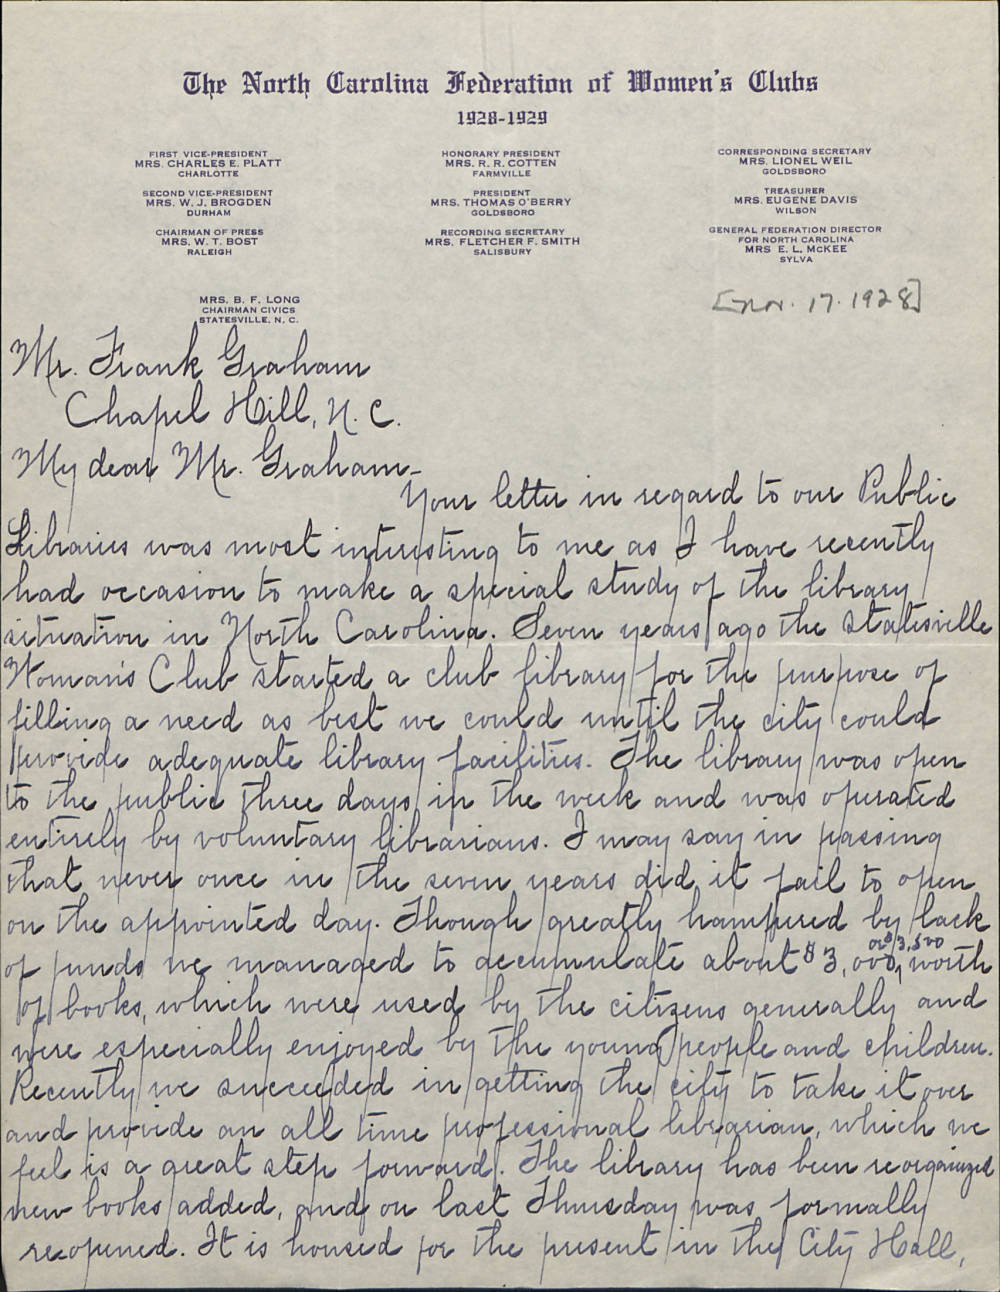 The North Carolina Federation of Women's Clubs
1928-1929
FIRST VICE-PRESIDENT
MRS. CHARLES E. PLATT
CHARLOTTE
SECOND VICE-PRESIDENT
MRS. W. J. BROGDEN
DURHAM
CHAIRMAN OF PRESS
MRS. W. T. BOST
RALEIGH
HONORARY PRESIDENT
MRS. R. R. COTTEN
FARMVILLE
PRESIDENT
MRS. THOMAS O'BERRY
GOLDSBORO
RECORDING SECRETARY
MRS. FLETCHER F. SMITH
SALISBURY
CORRESPONDING SECRETARY
MRS. LIONEL WEIL
GOLDSBORO
TREASURER
MRS. EUGENE DAVIS
WILSON
GENERAL FEDERATION DIRECTOR
FOR NORTH CAROLINA
MRS E. L. McKEE
SYLVA
MRS. B. F. LONG
CHAIRMAN CIVICS
STATESVILLE, N. C.
[Nov. 17. 1928]
Mr. Frank Graham
Chapel Hill, N. C.
My dear Mr. Graham-
Your letter in regard to our Public
Libraries was most interesting to me as I have recently
had occasion to make a special study of the library
situation in North Carolina. Seven years ago the Statesville
Woman's Club started a club library for the purpose of
filling a need as best we could until the city could
provide adequate library facilities. The library was open
to the public three days in the week and was operated
entirely by voluntary librarians. I may say in passing
that never once in the seven years did it fail to open
on the appointed day. Though greatly hampered by lack
of funds we managed to accumulate about $3,000, or $3,500 worth
of books, which were used by the citizens generally and
were especially enjoyed by the young people and children.
Recently we succeeded in getting the city to take it over
and provide an all time professional librarian, which we
feel is a great step forward. The library has been reorganized
new books added, and on last Thursday was formally
re-opened. It is housed for the present in the City Hall,